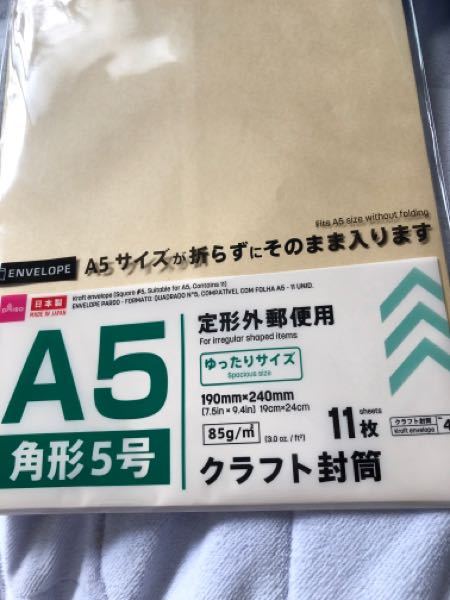 Fits A5 size without folding
ENVELOPE
A5サイズが折らずにそのまま入ります
DAISO
日本製
MADE IN JAPAN
Kraft envelope (Square #5, Suitable for A5, Contains 11)
ENVELOPE PARDO - FORMATO: QUADRADO N°5, COMPATÍVEL COM FOLHA A5 - 11 UNID.
A5
角形5号
定形外郵便用
For irregular shaped items
ゆったりサイズ
Spacious size
190mm×240mm
[7.5in × 9.4in] 19cm×24cm
85g/㎡
[3.0 oz. / ft²]
11枚
sheets
クラフト封筒
クラフト封筒
Kraft envelope